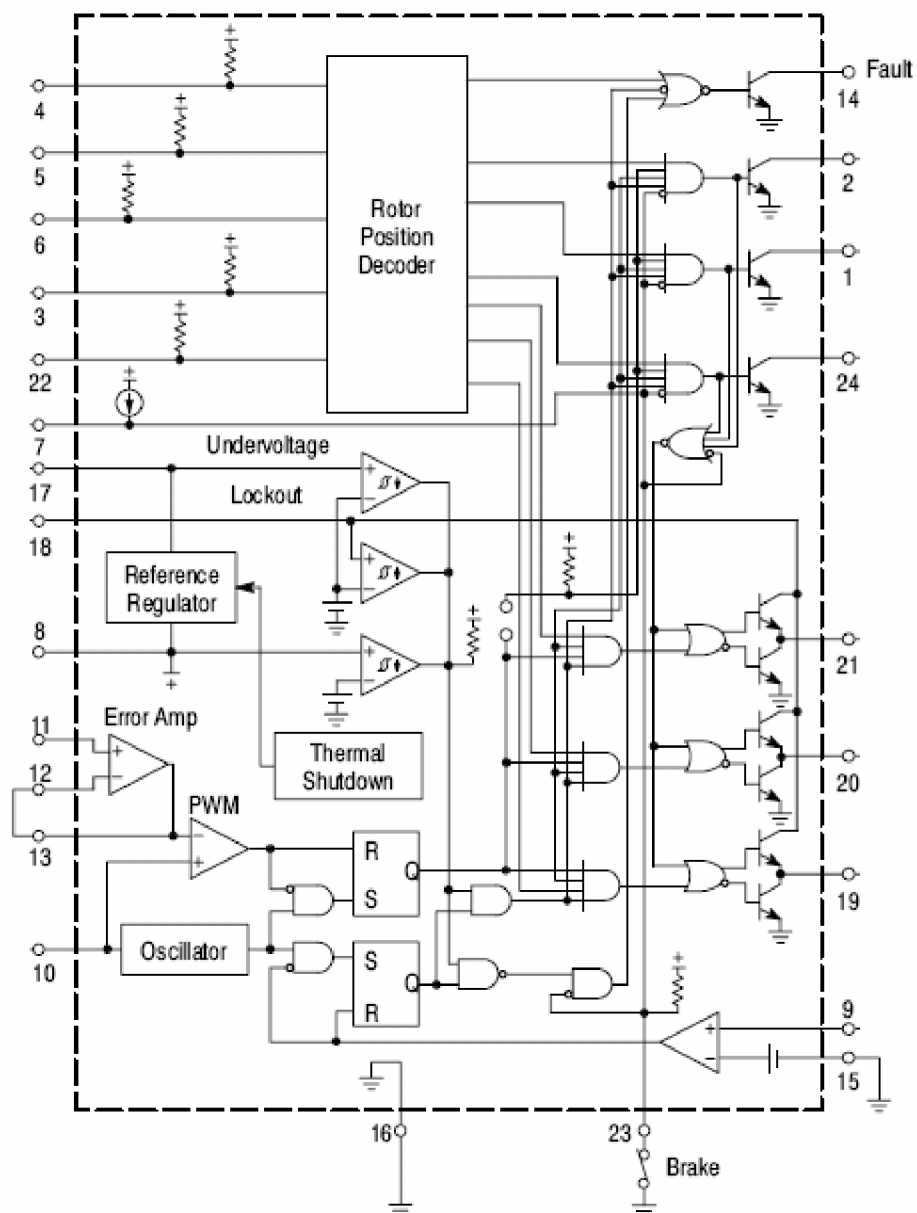 4
5
6
3
22
7
17
18
8
11
12
13
10
Rotor
Position
Decoder
Undervoltage
Lockout
Reference
Regulator
Thermal
Shutdown
Error Amp
PWM
R
Q
S
Oscillator
S
Q
R
+
+
+
+
+
+
+
−
+
−
+
−
+
+
+
+
−
−
+
+
+
−
Fault
14
2
1
24
21
20
19
9
15
16
23
Brake